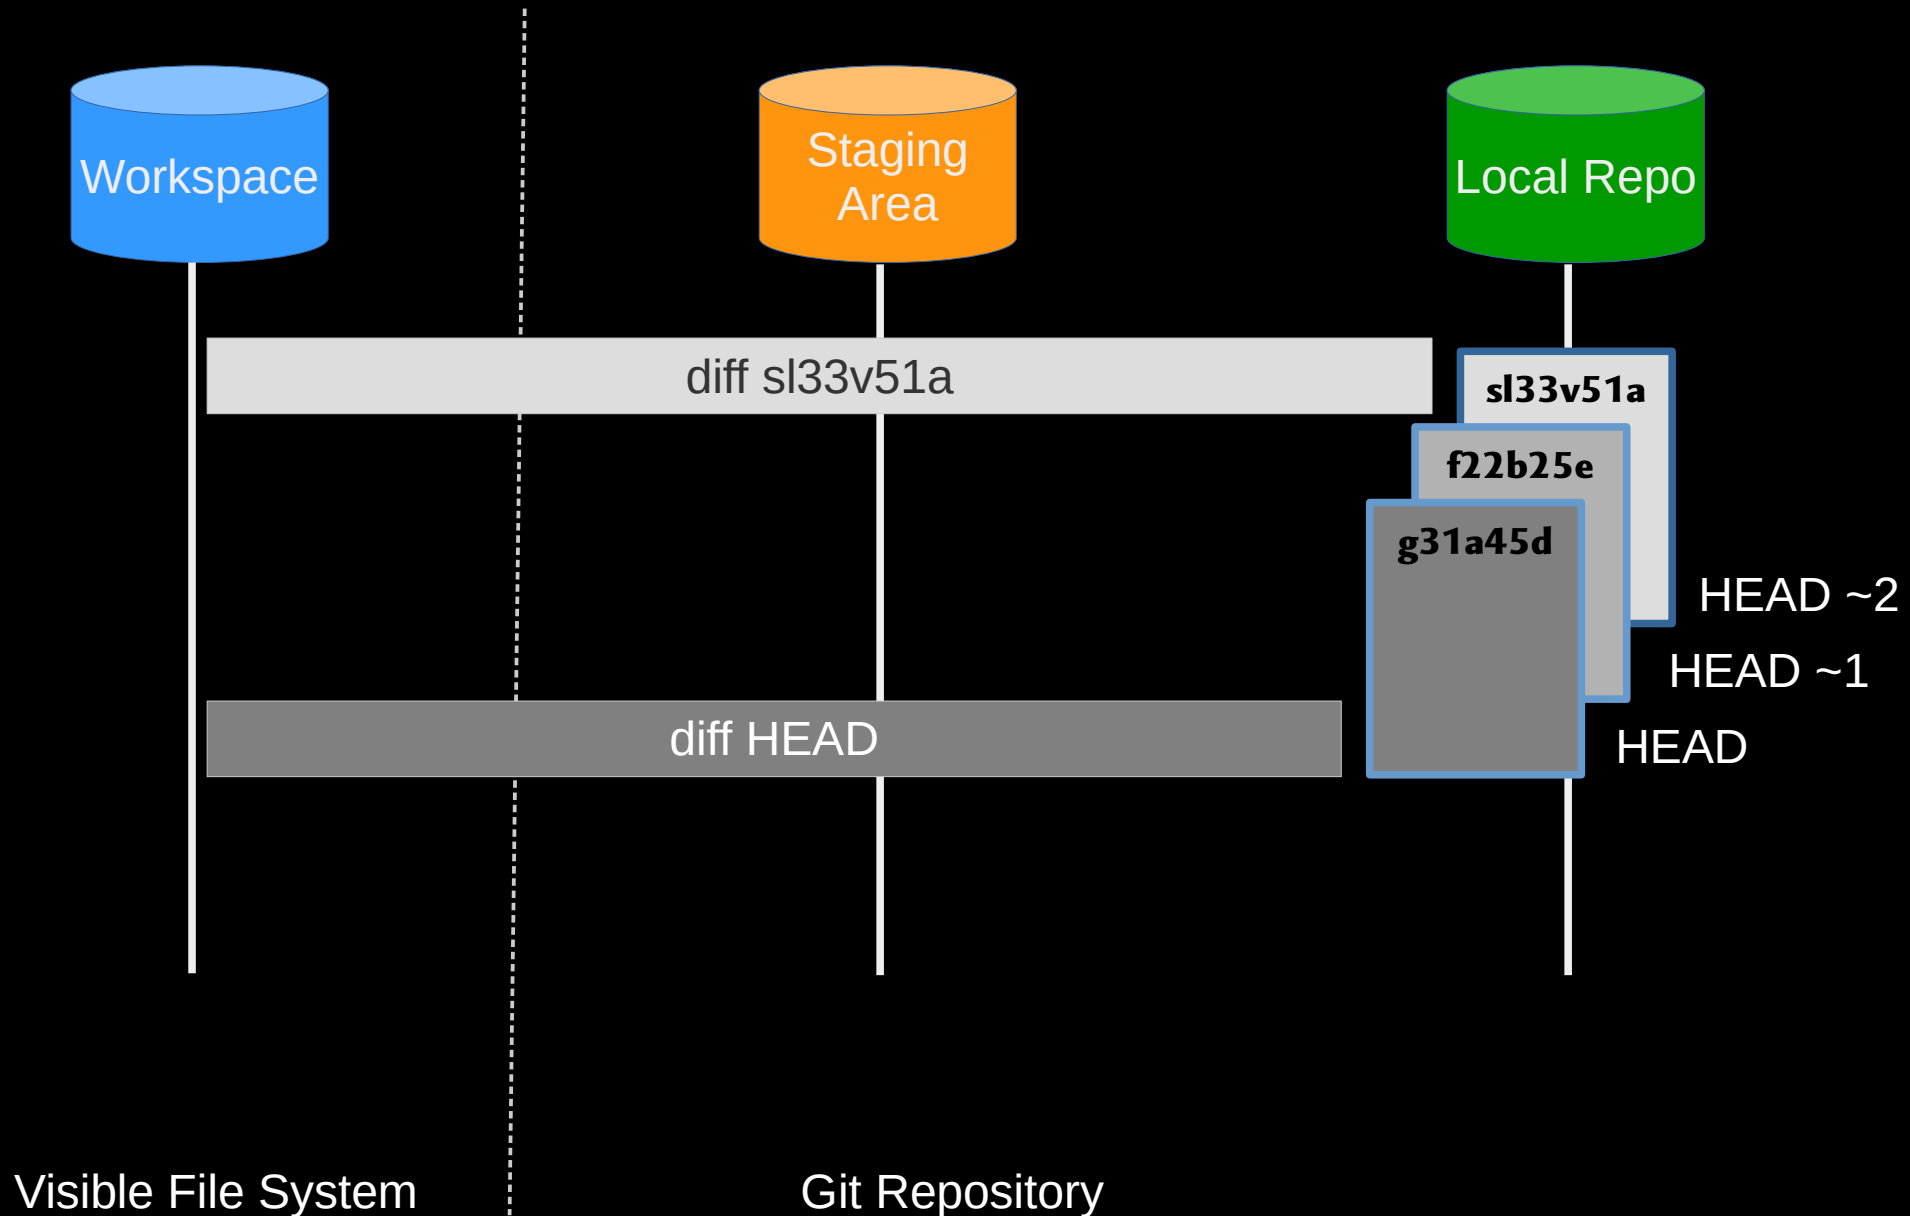 Workspace
Staging
Area
Local Repo
diff sl33v51a
sl33v51a
f22b25e
g31a45d
HEAD ~2
HEAD ~1
diff HEAD
HEAD
Visible File System
Git Repository